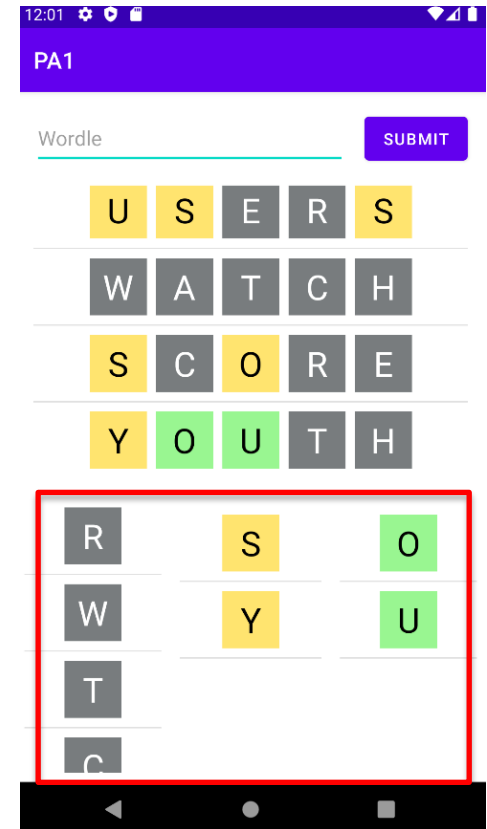 12:01
PA1
Wordle SUBMIT
U S E R S
W A T C H
S C O R E
Y O U T H
R S O
W Y U
T
C